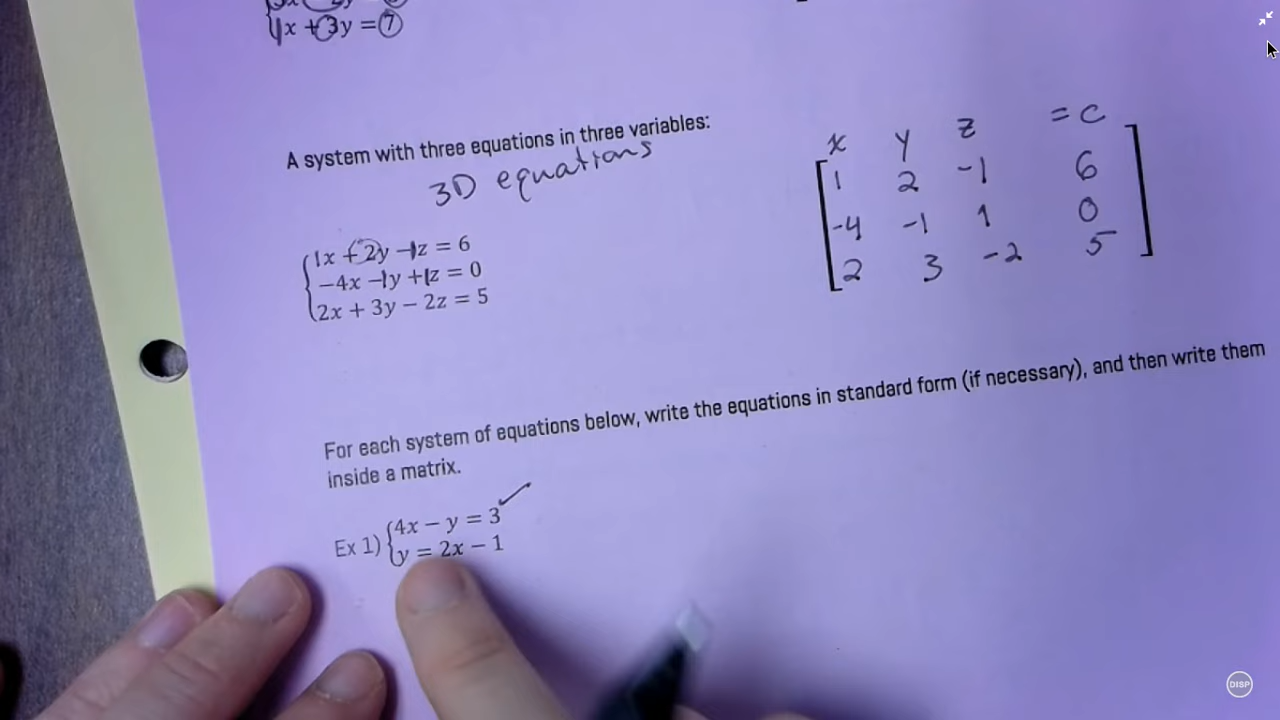 1x + 3y = 7
A system with three equations in three variables:
3D equations
1x + 2y - 1z = 6
-4x - 1y + 1z = 0
2x + 3y - 2z = 5
x y z = c
1 2 -1 6
-4 -1 1 0
2 3 -2 5
For each system of equations below, write the equations in standard form (if necessary), and then write them
inside a matrix.
Ex 1) 4x - y = 3 ✓
y = 2x - 1
DISP